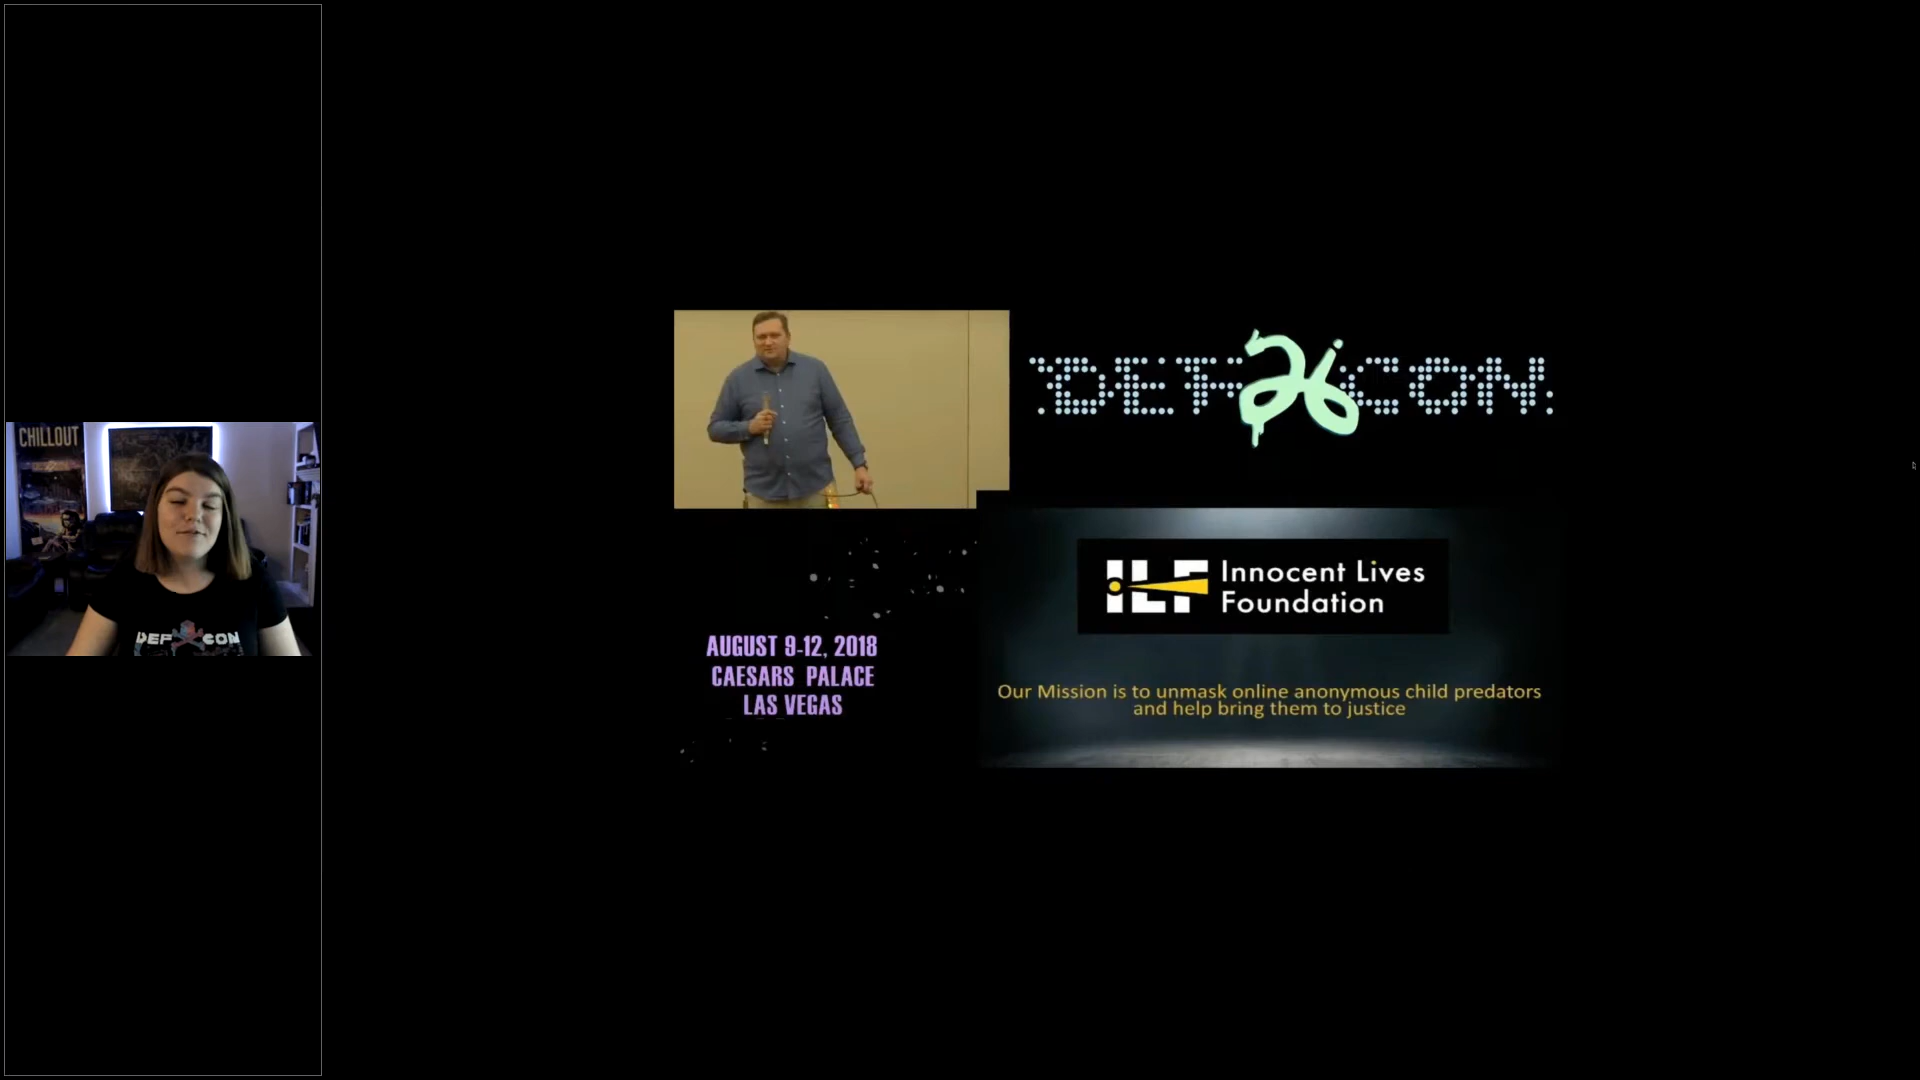 CHILLOUT
DEF CON
DEF 26 CON
ILF Innocent Lives
Foundation
AUGUST 9-12, 2018
CAESARS PALACE
LAS VEGAS
Our Mission is to unmask online anonymous child predators
and help bring them to justice